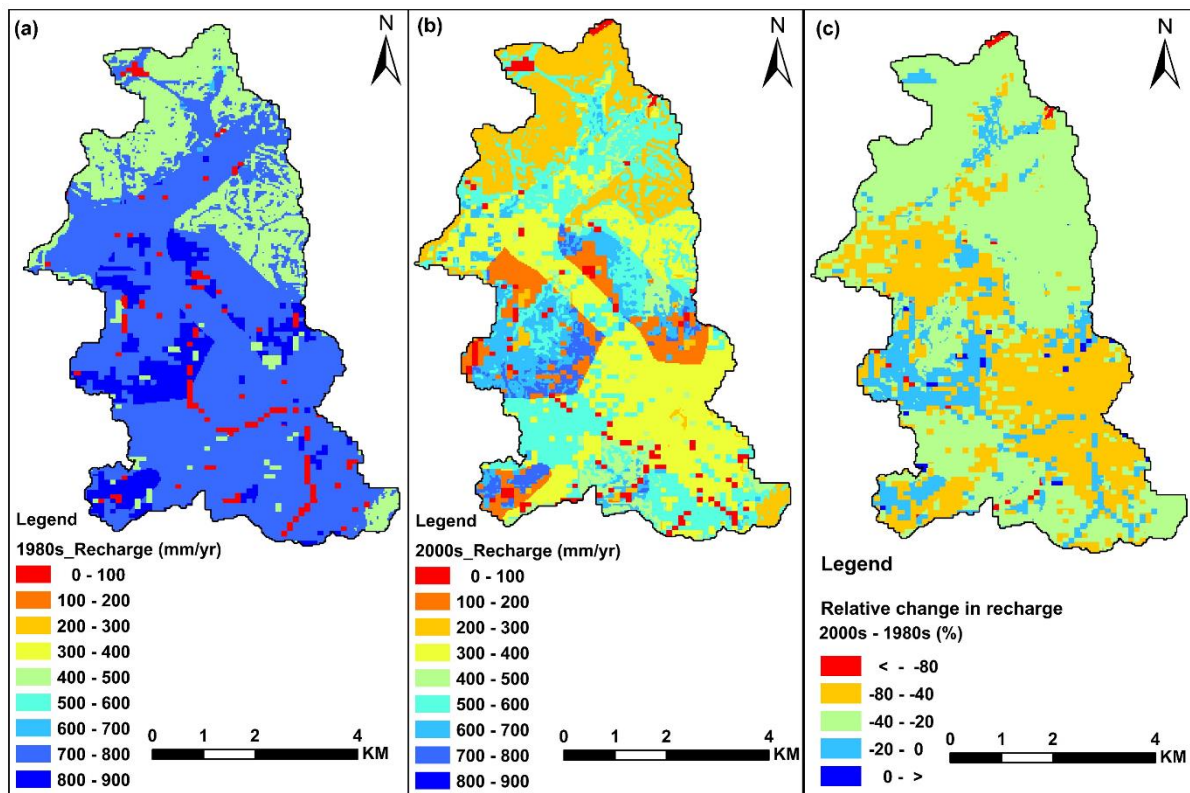 (a)
N
Legend
1980s_Recharge (mm/yr)
0 - 100
100 - 200
200 - 300
300 - 400
400 - 500
500 - 600
600 - 700
700 - 800
800 - 900
0 1 2 4
KM
(b)
N
Legend
2000s_Recharge (mm/yr)
0 - 100
100 - 200
200 - 300
300 - 400
400 - 500
500 - 600
600 - 700
700 - 800
800 - 900
0 1 2 4
KM
(c)
N
Legend
Relative change in recharge
2000s - 1980s (%)
< - -80
-80 - -40
-40 - -20
-20 - 0
0 - >
0 1 2 4
KM